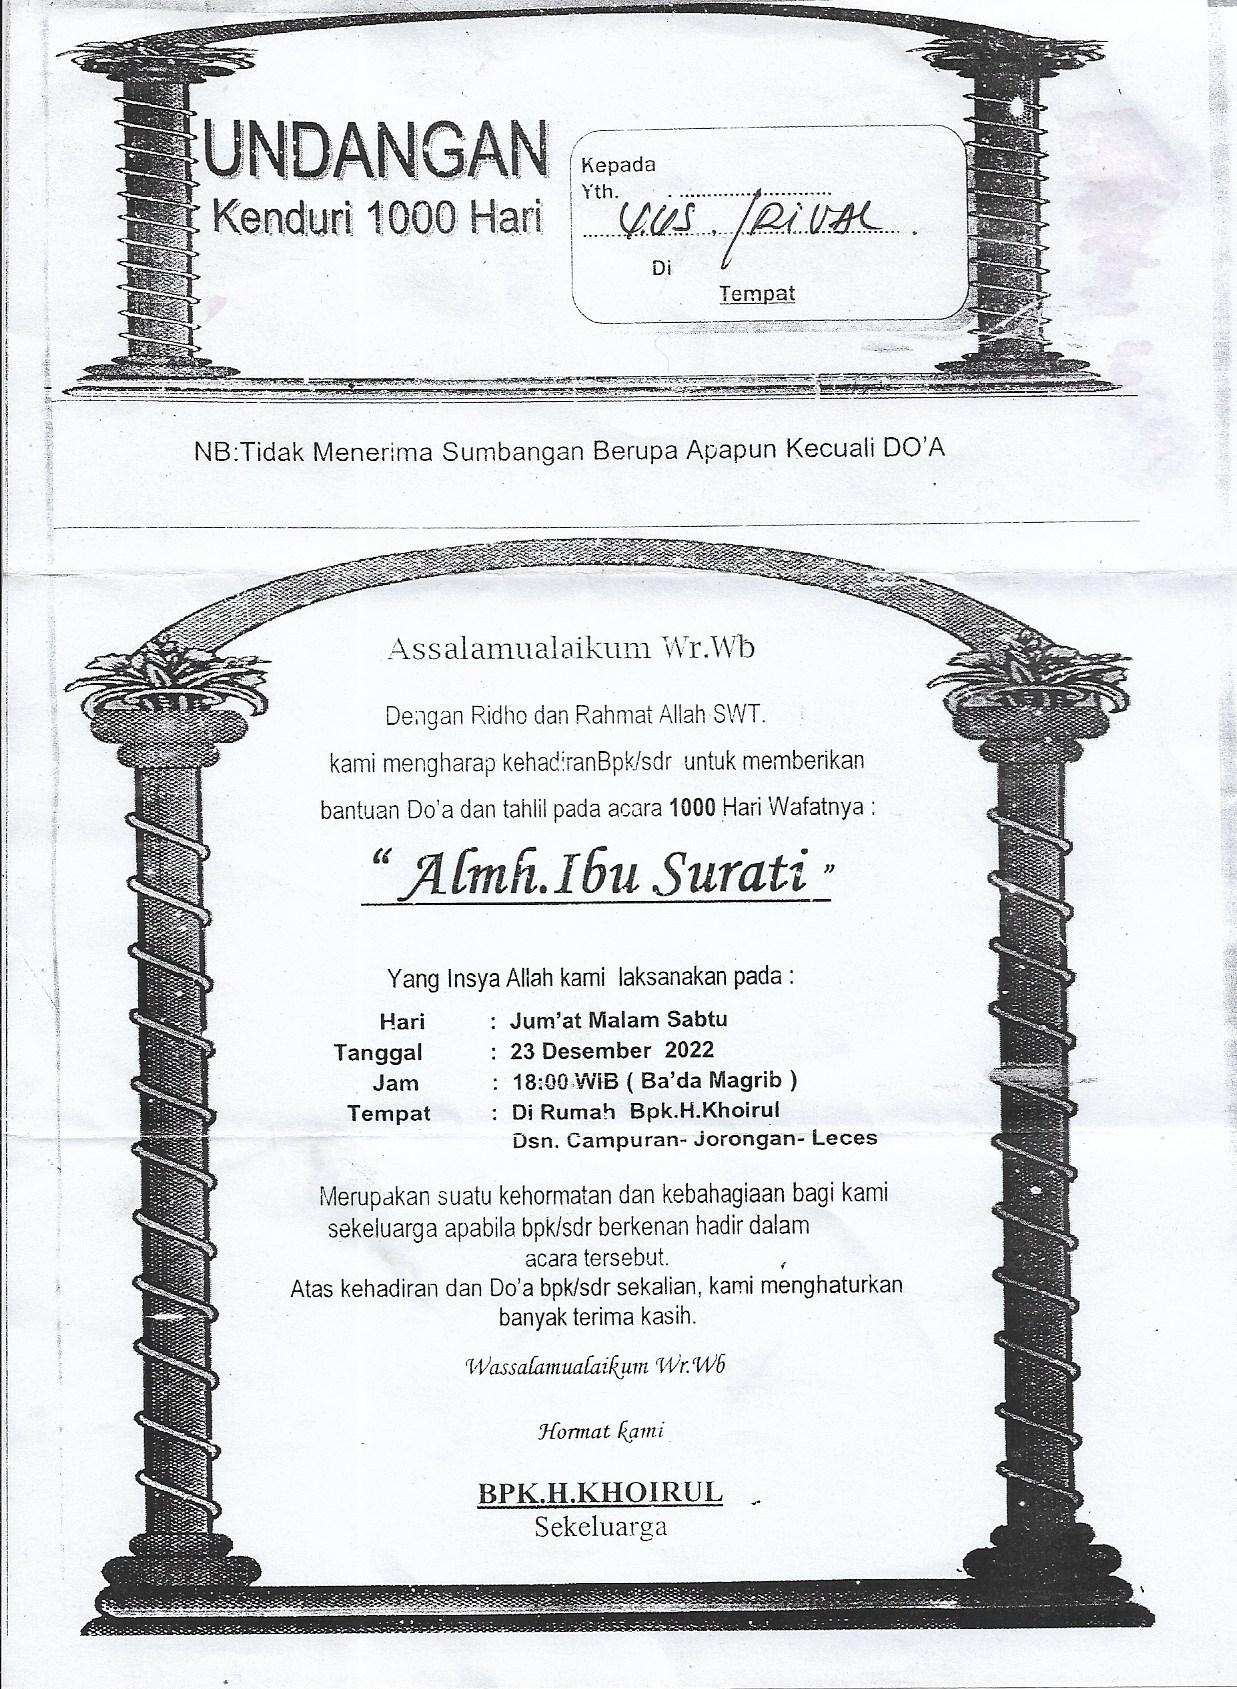 UNDANGAN
Kenduri 1000 Hari
Kepada
Yth. ..............................
YUS. / RIVAL
Di
Tempat
NB:Tidak Menerima Sumbangan Berupa Apapun Kecuali DO'A
Assalamualaikum Wr.Wb
Dengan Ridho dan Rahmat Allah SWT.
kami mengharap kehadiranBpk/sdr untuk memberikan
bantuan Do'a dan tahlil pada acara 1000 Hari Wafatnya :
“ Almh.Ibu Surati ”
Yang Insya Allah kami laksanakan pada :
Hari : Jum'at Malam Sabtu
Tanggal : 23 Desember 2022
Jam : 18:00 WIB ( Ba'da Magrib )
Tempat : Di Rumah Bpk.H.Khoirul
Dsn. Campuran- Jorongan- Leces
Merupakan suatu kehormatan dan kebahagiaan bagi kami
sekeluarga apabila bpk/sdr berkenan hadir dalam
acara tersebut.
Atas kehadiran dan Do'a bpk/sdr sekalian, kami menghaturkan
banyak terima kasih.
Wassalamualaikum Wr.Wb
Hormat kami
BPK.H.KHOIRUL
Sekeluarga